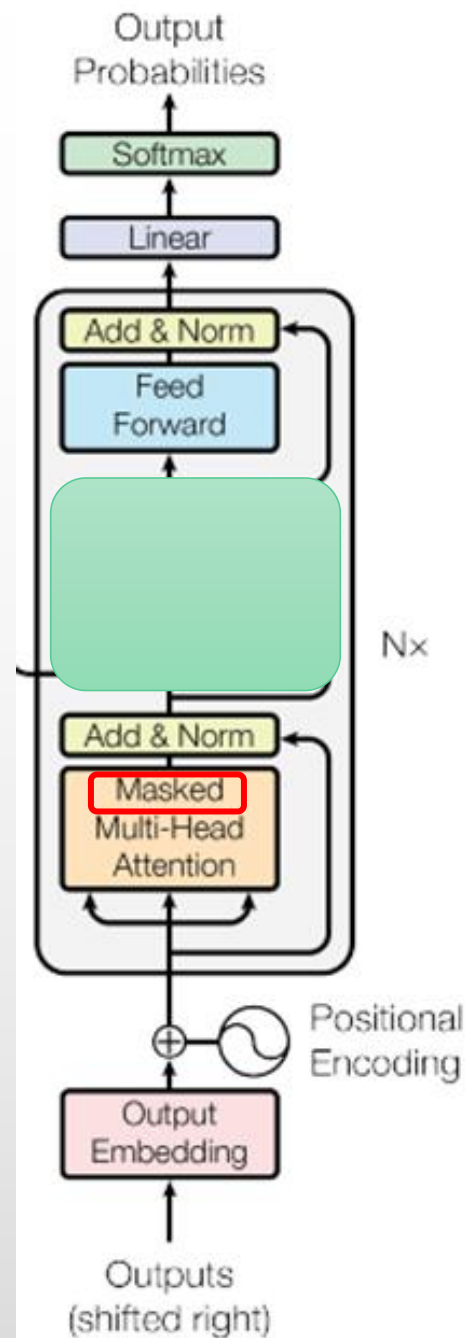 Output
Probabilities
Softmax
Linear
Add & Norm
Feed
Forward
N×
Add & Norm
Masked
Multi-Head
Attention
Positional
Encoding
Output
Embedding
Outputs
(shifted right)